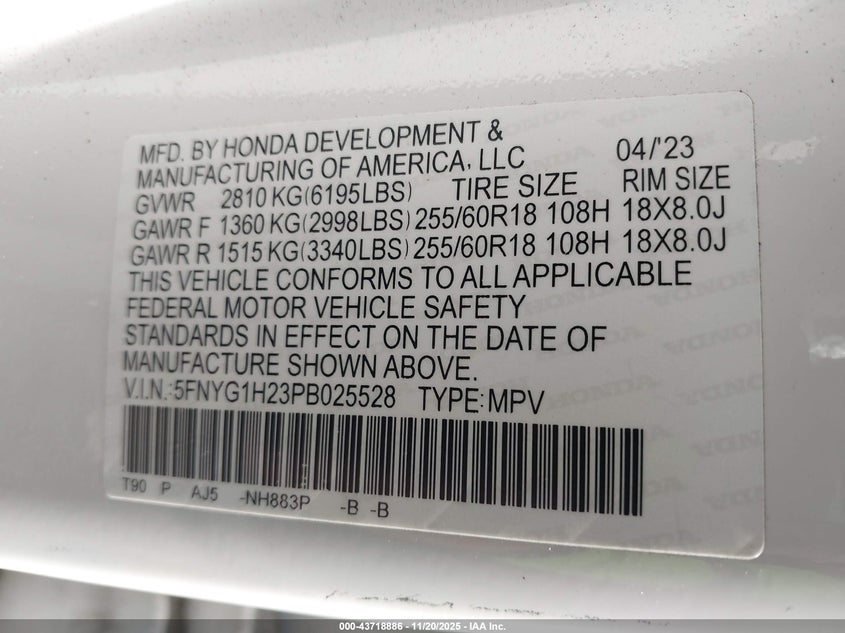 MFD. BY HONDA DEVELOPMENT &
MANUFACTURING OF AMERICA, LLC 04/'23
GVWR 2810 KG(6195LBS) TIRE SIZE RIM SIZE
GAWR F 1360 KG(2998LBS) 255/60R18 108H 18X8.0J
GAWR R 1515 KG(3340LBS) 255/60R18 108H 18X8.0J
THIS VEHICLE CONFORMS TO ALL APPLICABLE
FEDERAL MOTOR VEHICLE SAFETY
STANDARDS IN EFFECT ON THE DATE OF
MANUFACTURE SHOWN ABOVE.
V.I.N.:5FNYG1H23PB025528 TYPE:MPV
T90 P AJ5 -NH883P -B -B
000-43718886 - 11/20/2025 - IAA Inc.